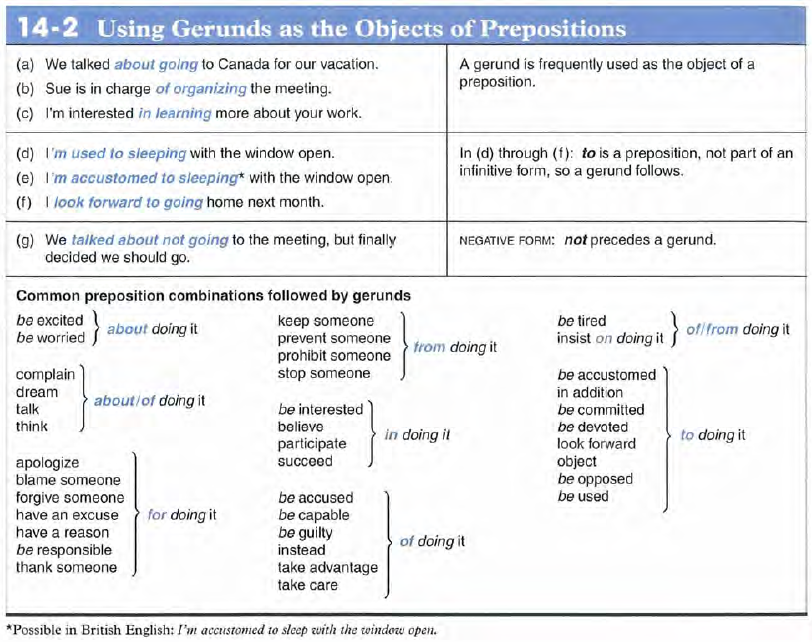 14-2 Using Gerunds as the Objects of Prepositions
(a) We talked about going to Canada for our vacation.
(b) Sue is in charge of organizing the meeting.
(c) I'm interested in learning more about your work.
A gerund is frequently used as the object of a
preposition.
(d) I'm used to sleeping with the window open.
(e) I'm accustomed to sleeping* with the window open.
(f) I look forward to going home next month.
In (d) through (f): to is a preposition, not part of an
infinitive form, so a gerund follows.
(g) We talked about not going to the meeting, but finally
decided we should go.
NEGATIVE FORM: not precedes a gerund.
Common preposition combinations followed by gerunds
be excited
be worried
about doing it
complain
dream
talk
think
about/of doing it
apologize
blame someone
forgive someone
have an excuse
have a reason
be responsible
thank someone
for doing it
keep someone
prevent someone
prohibit someone
stop someone
from doing it
be interested
believe
participate
succeed
in doing it
be accused
be capable
be guilty
instead
take advantage
take care
of doing it
be tired
insist on doing it
of/from doing it
be accustomed
in addition
be committed
be devoted
look forward
object
be opposed
be used
to doing it
*Possible in British English: I'm accustomed to sleep with the window open.